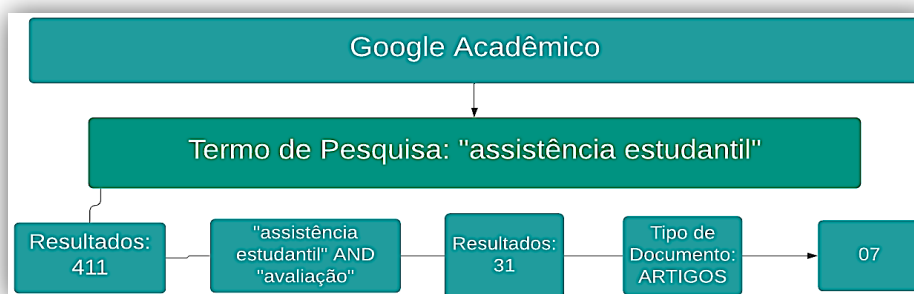 Google Acadêmico
Termo de Pesquisa: "assistência estudantil"
Resultados:
411
"assistência
estudantil" AND
"avaliação"
Resultados:
31
Tipo de
Documento:
ARTIGOS
07